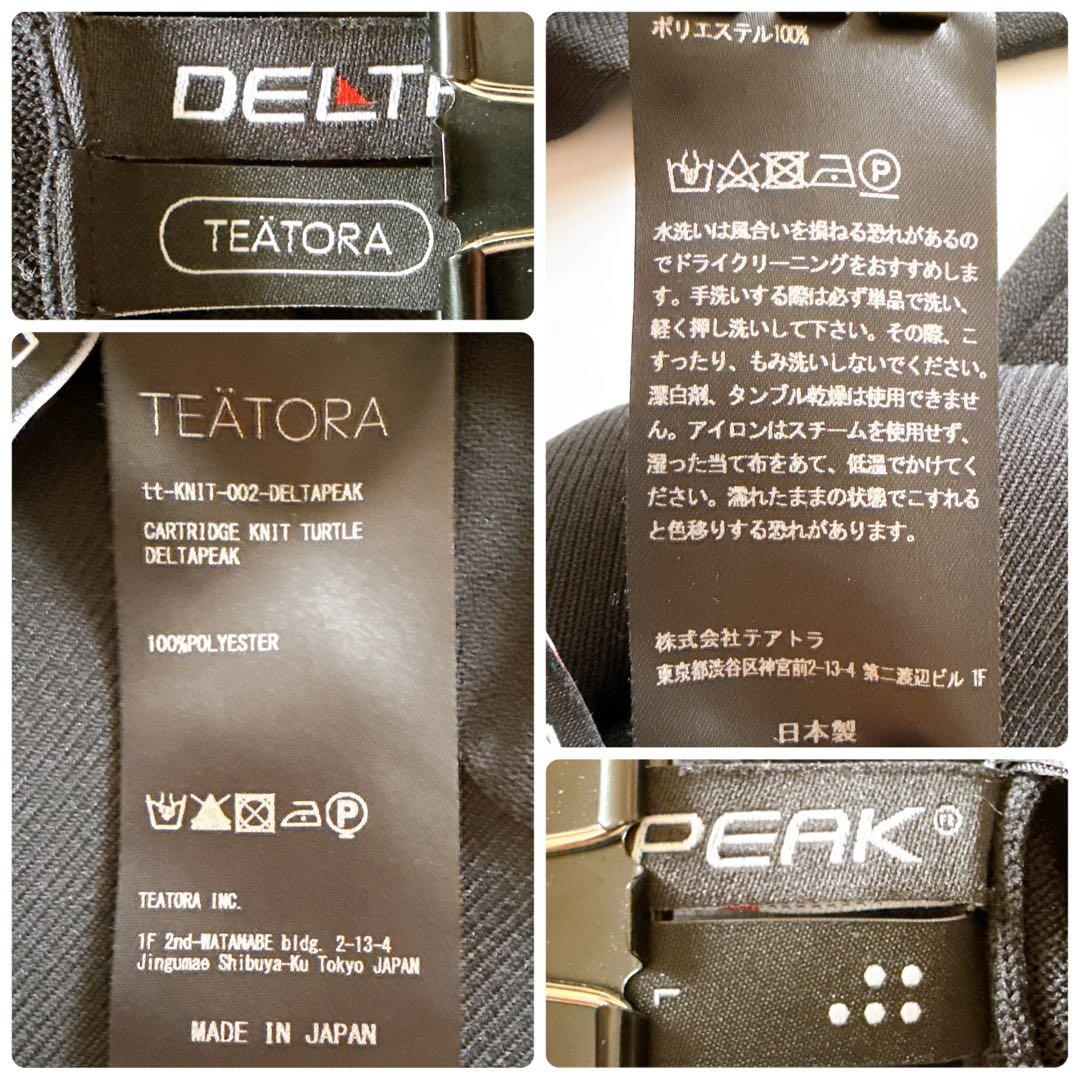 DELT
TEÄTORA
ポリエステル100%
水洗いは風合いを損ねる恐れがあるの
でドライクリーニングをおすすめしま
す。手洗いする際は必ず単品で洗い、
軽く押し洗いして下さい。その際、こ
すったり、もみ洗いしないでください。
漂白剤、タンブル乾燥は使用できませ
ん。アイロンはスチームを使用せず、
湿った当て布をあて、低温でかけてく
ださい。濡れたままの状態でこすれる
と色移りする恐れがあります。
株式会社テアトラ
東京都渋谷区神宮前2-13-4 第二渡辺ビル 1F
日本製
TEÄTORA
tt-KNIT-002-DELTAPEAK
CARTRIDGE KNIT TURTLE
DELTAPEAK
100%POLYESTER
P
TEATORA INC.
1F 2nd-WATANABE bldg. 2-13-4
Jingumae Shibuya-Ku Tokyo JAPAN
MADE IN JAPAN
PEAK®